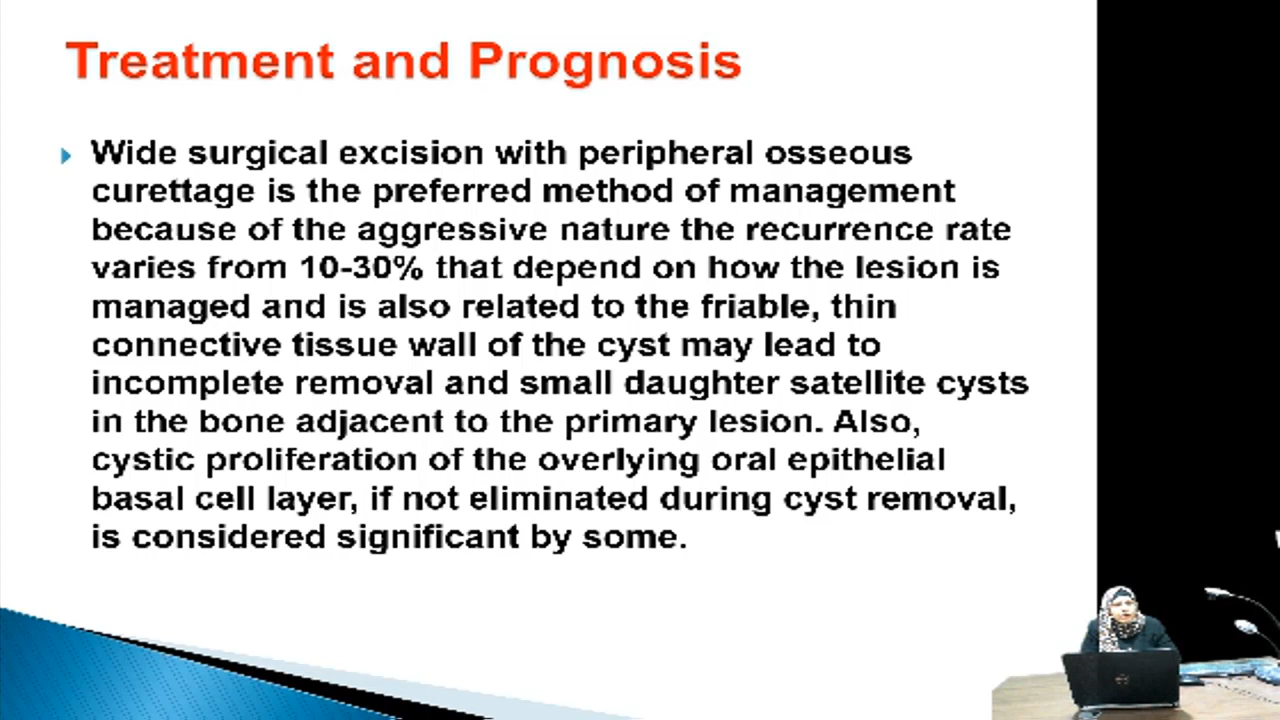 Treatment and Prognosis
Wide surgical excision with peripheral osseous
curettage is the preferred method of management
because of the aggressive nature the recurrence rate
varies from 10-30% that depend on how the lesion is
managed and is also related to the friable, thin
connective tissue wall of the cyst may lead to
incomplete removal and small daughter satellite cysts
in the bone adjacent to the primary lesion. Also,
cystic proliferation of the overlying oral epithelial
basal cell layer, if not eliminated during cyst removal,
is considered significant by some.